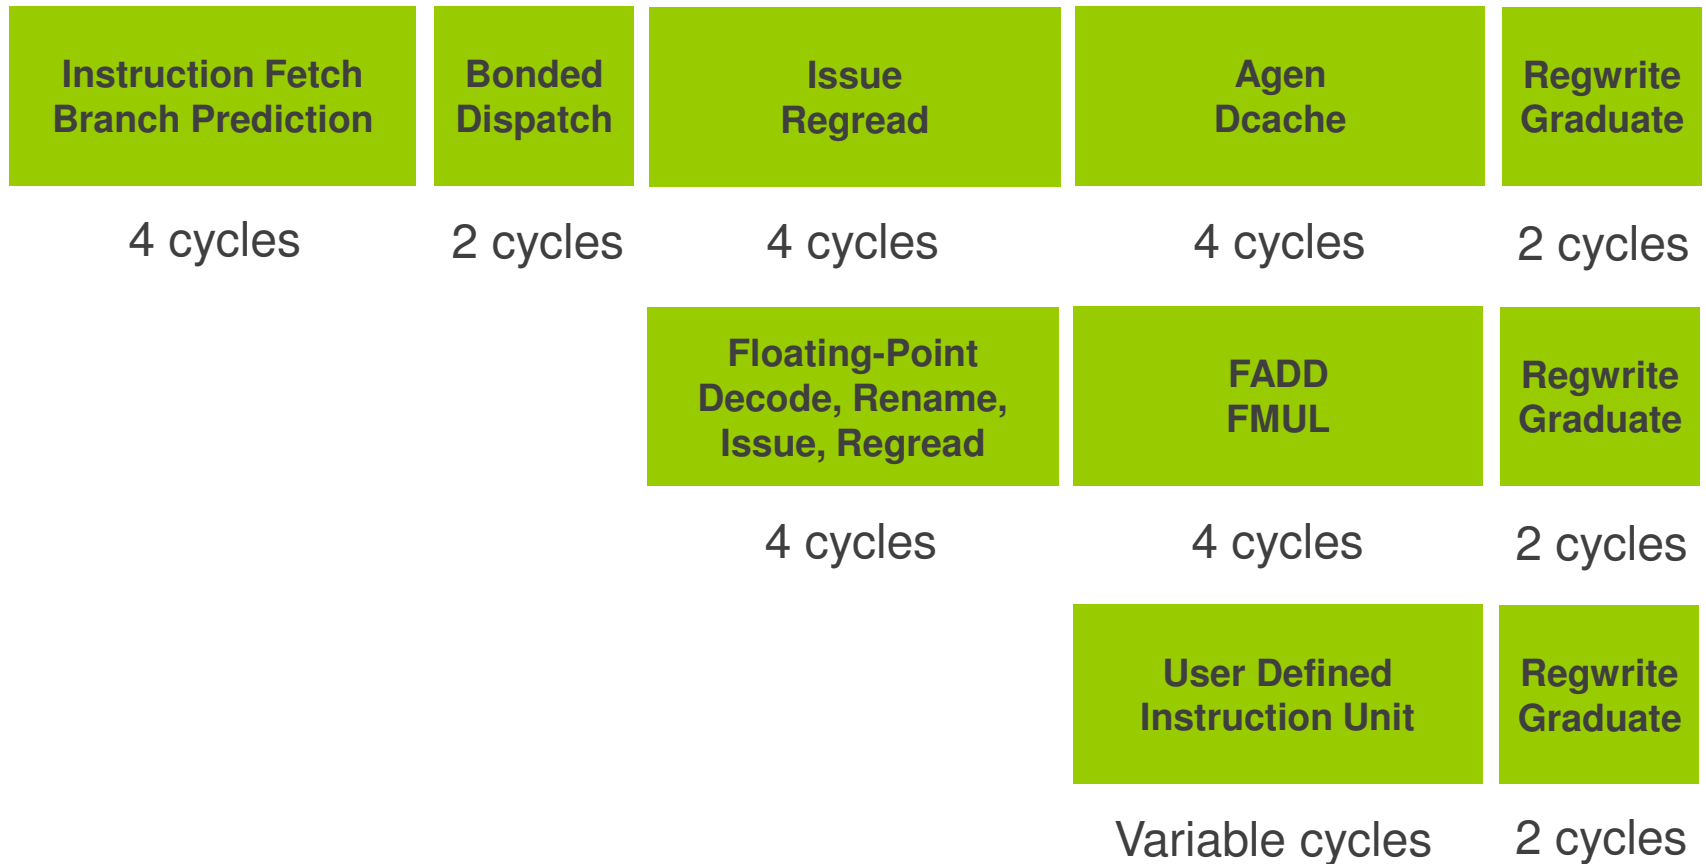 Instruction Fetch
Branch Prediction
Bonded
Dispatch
Issue
Regread
Agen
Dcache
Regwrite
Graduate
4 cycles
2 cycles
4 cycles
4 cycles
2 cycles
Floating-Point
Decode, Rename,
Issue, Regread
FADD
FMUL
Regwrite
Graduate
4 cycles
4 cycles
2 cycles
User Defined
Instruction Unit
Regwrite
Graduate
Variable cycles
2 cycles